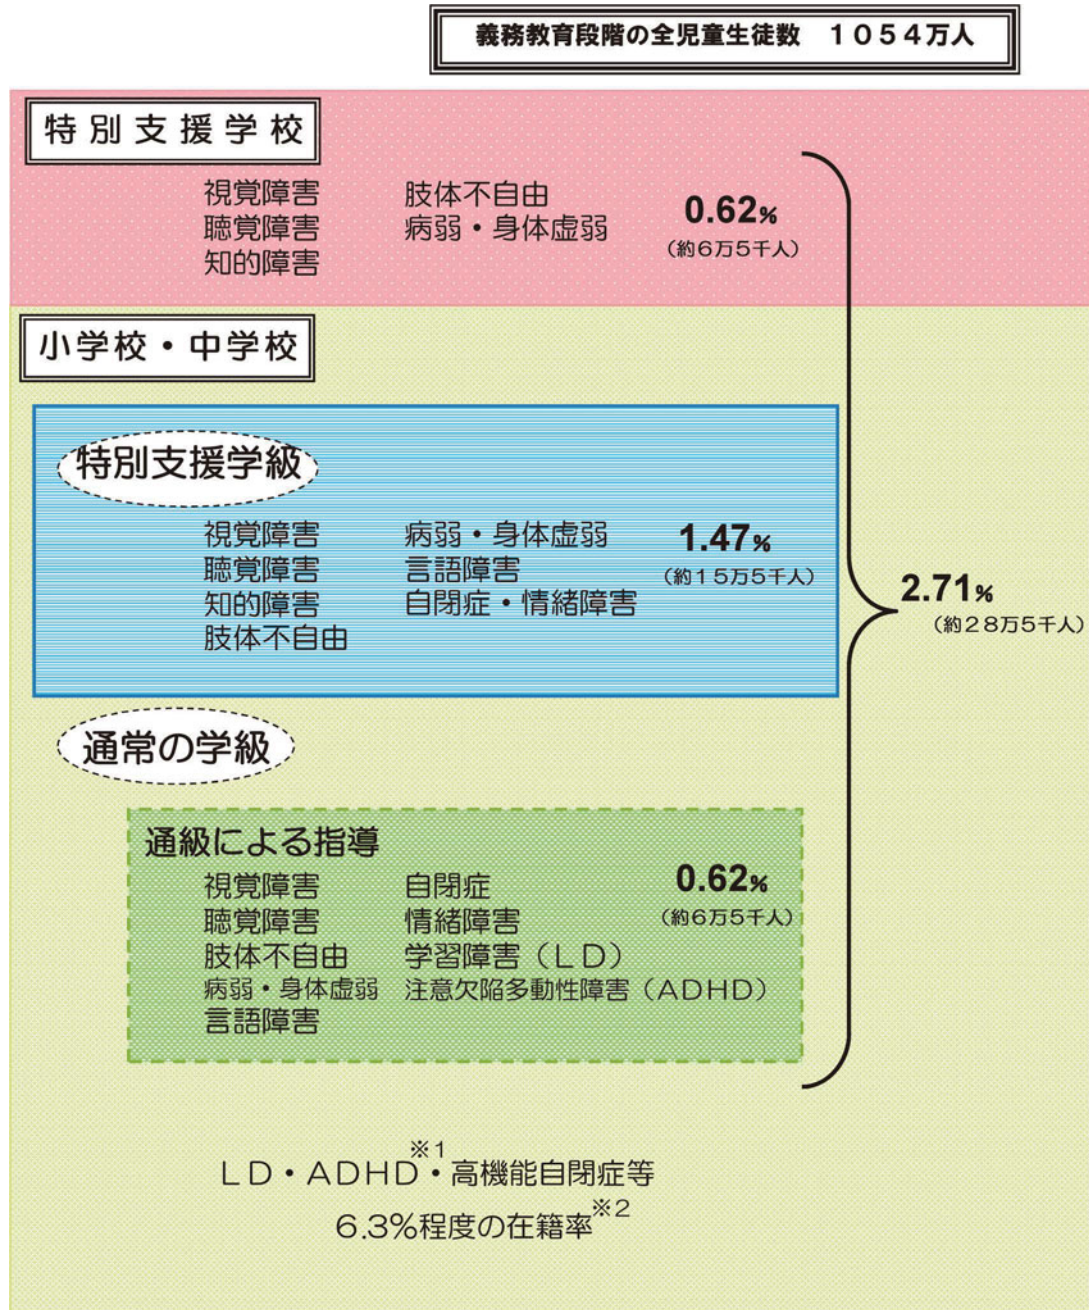 義務教育段階の全児童生徒数　１０５４万人
特別支援学校
視覚障害　肢体不自由
聴覚障害　病弱・身体虚弱
知的障害
0.62%
（約６万５千人）
小学校・中学校
特別支援学級
視覚障害　病弱・身体虚弱
聴覚障害　言語障害
知的障害　自閉症・情緒障害
肢体不自由
1.47%
（約１５万５千人）
2.71%
（約２８万５千人）
通常の学級
通級による指導
視覚障害　自閉症
聴覚障害　情緒障害
肢体不自由　学習障害（ＬＤ）
病弱・身体虚弱　注意欠陥多動性障害（ＡＤＨＤ）
言語障害
0.62%
（約６万５千人）
ＬＤ・ＡＤＨＤ・高機能自閉症等※１
６.３%程度の在籍率※２